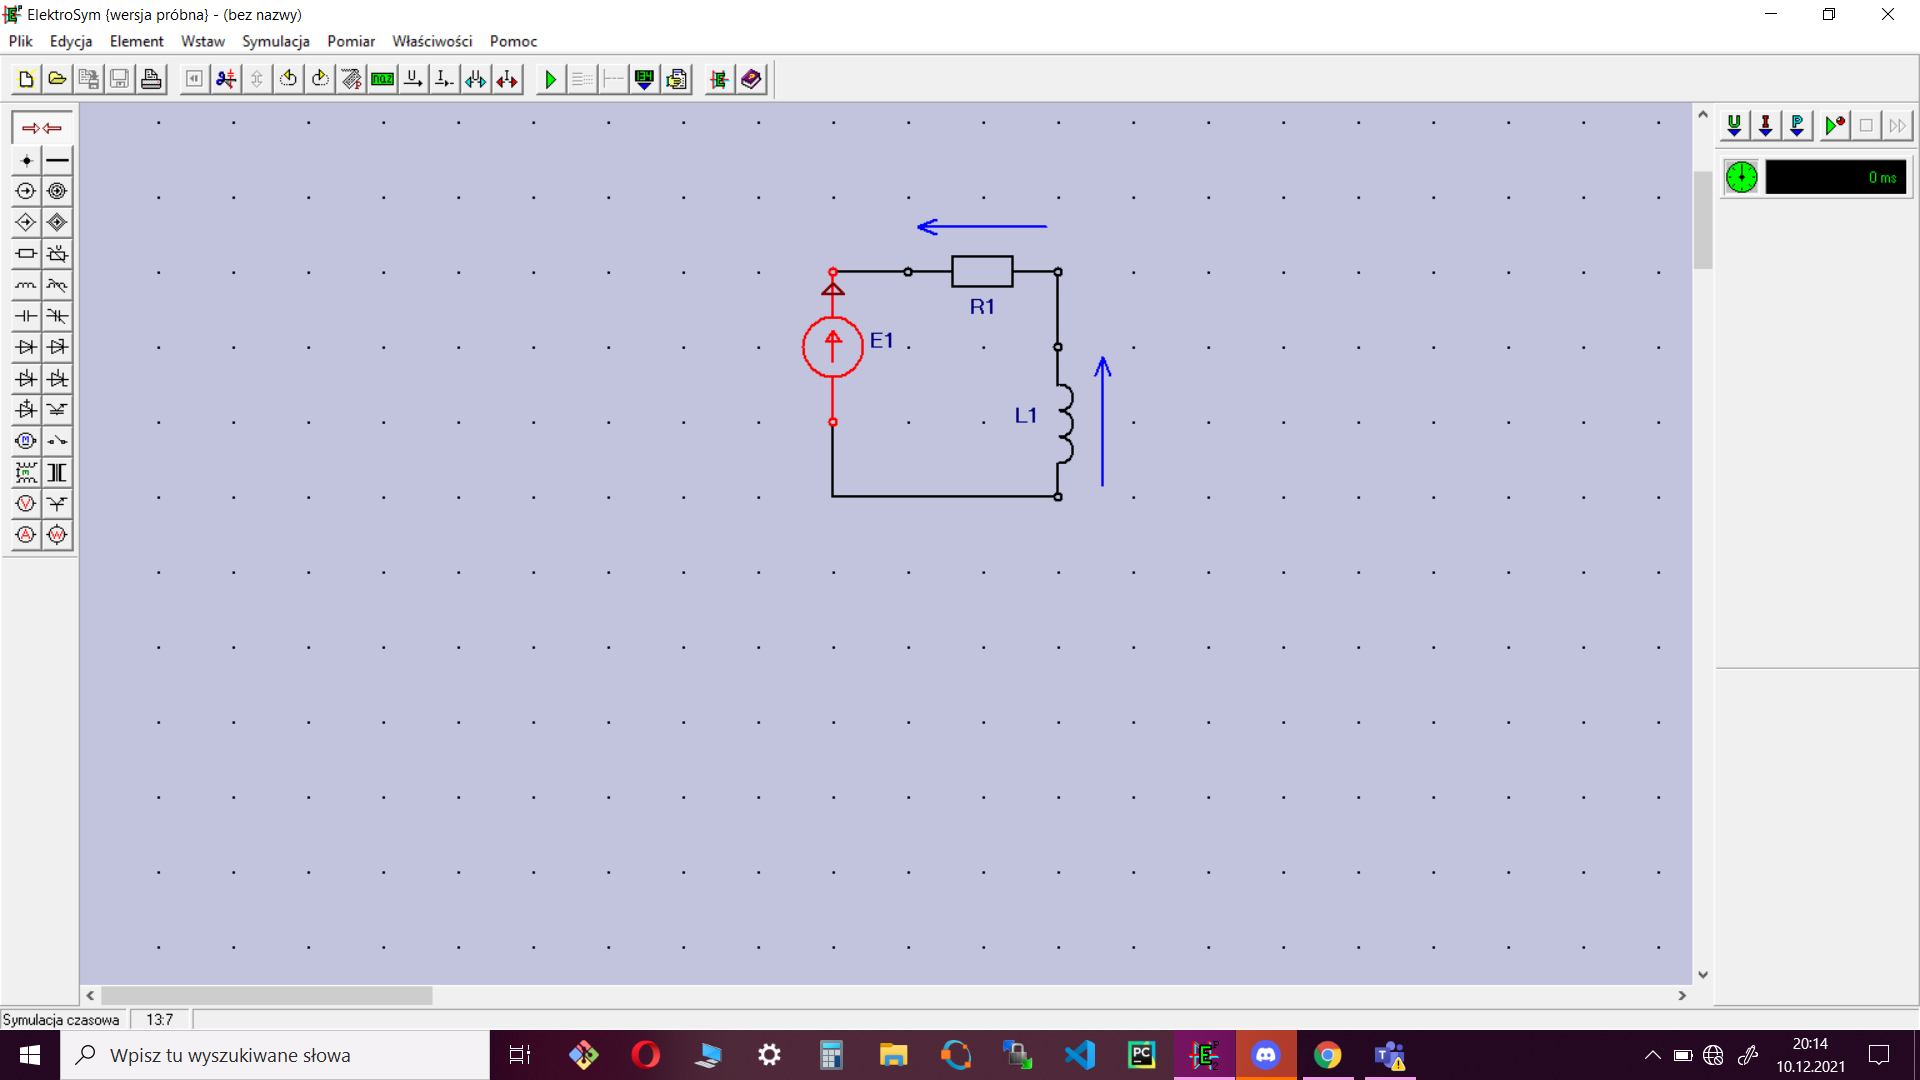 ElektroSym {wersja próbna} - (bez nazwy)
Plik Edycja Element Wstaw Symulacja Pomiar Właściwości Pomoc
U I P
0 ms
R1
E1
L1
M
V
A W
Symulacja czasowa 13:7
Wpisz tu wyszukiwane słowa
PC
20:14
10.12.2021